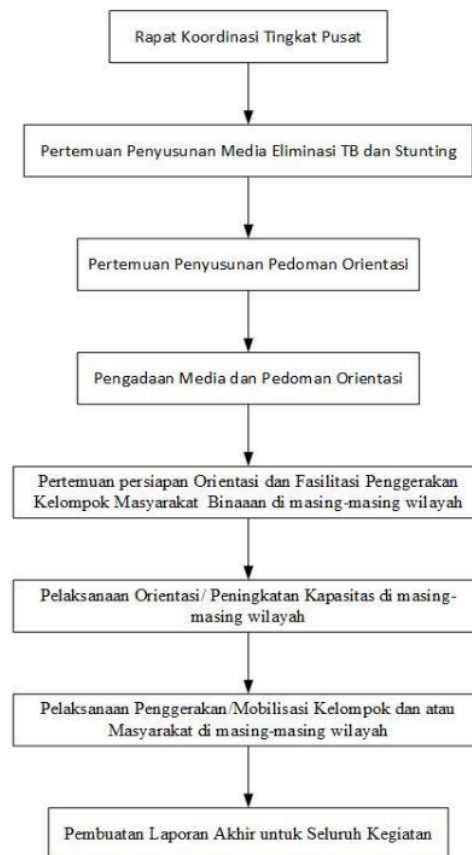 Rapat Koordinasi Tingkat Pusat
Pertemuan Penyusunan Media Eliminasi TB dan Stunting
Pertemuan Penyusunan Pedoman Orientasi
Pengadaan Media dan Pedoman Orientasi
Pertemuan persiapan Orientasi dan Fasilitasi Penggerakan
Kelompok Masyarakat Binaaan di masing-masing wilayah
Pelaksanaan Orientasi/ Peningkatan Kapasitas di masing-
masing wilayah
Pelaksanaan Penggerakan/Mobilisasi Kelompok dan atau
Masyarakat di masing-masing wilayah
Pembuatan Laporan Akhir untuk Seluruh Kegiatan